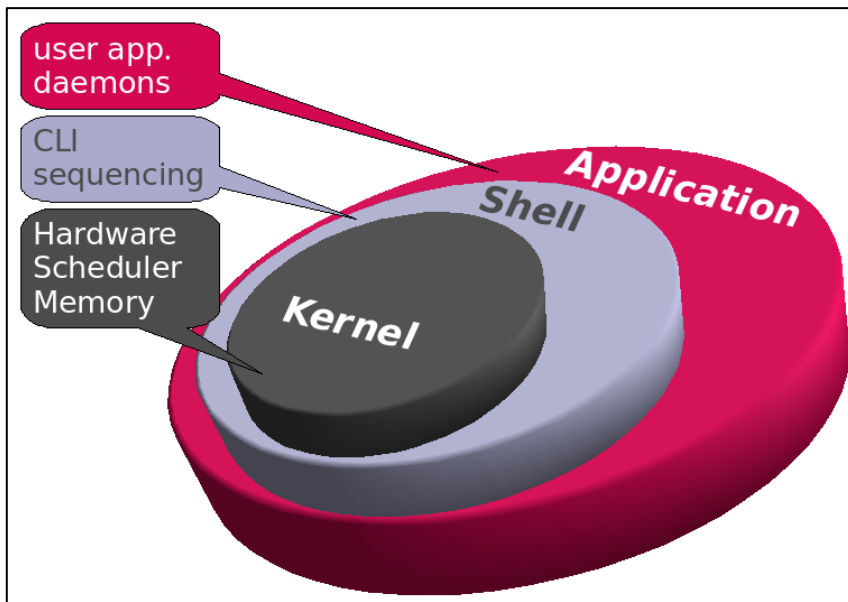 user app.
daemons
CLI
sequencing
Hardware
Scheduler
Memory
Application
Shell
Kernel